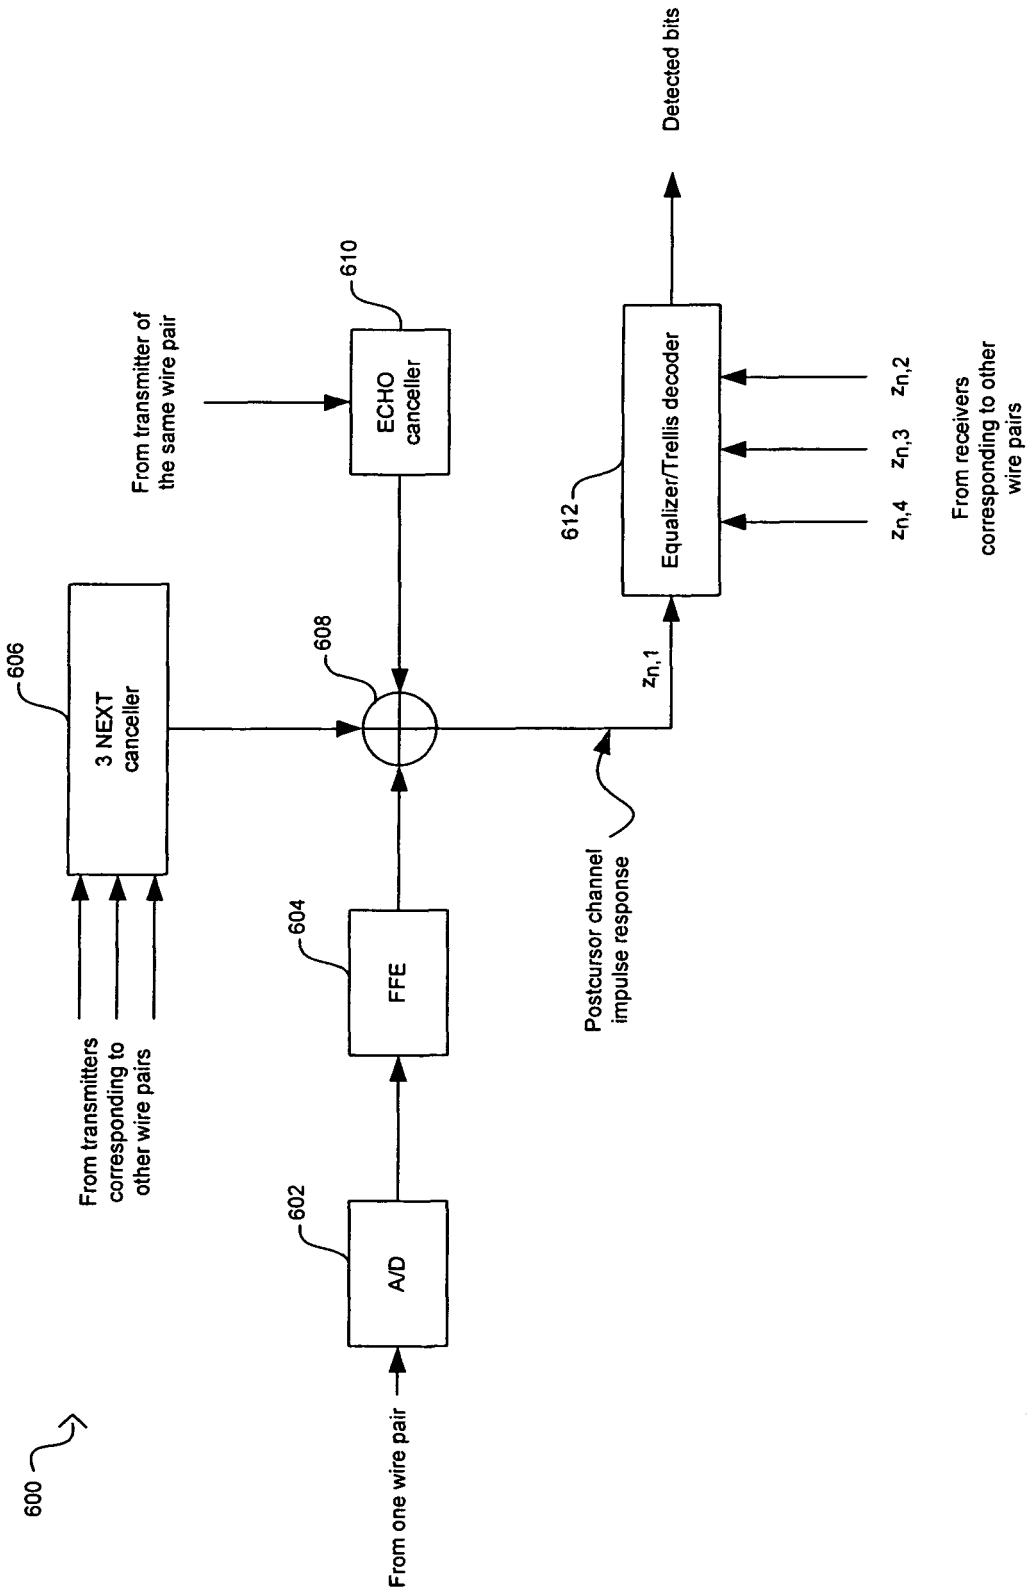 600
From transmitters
corresponding to
other wire pairs
606
3 NEXT
canceller
From transmitter of
the same wire pair
610
ECHO
canceller
608
From one wire pair
602
A/D
604
FFE
Postcursor channel
impulse response
zn,1
612
Equalizer/Trellis decoder
Detected bits
zn,4
zn,3
zn,2
From receivers
corresponding to other
wire pairs